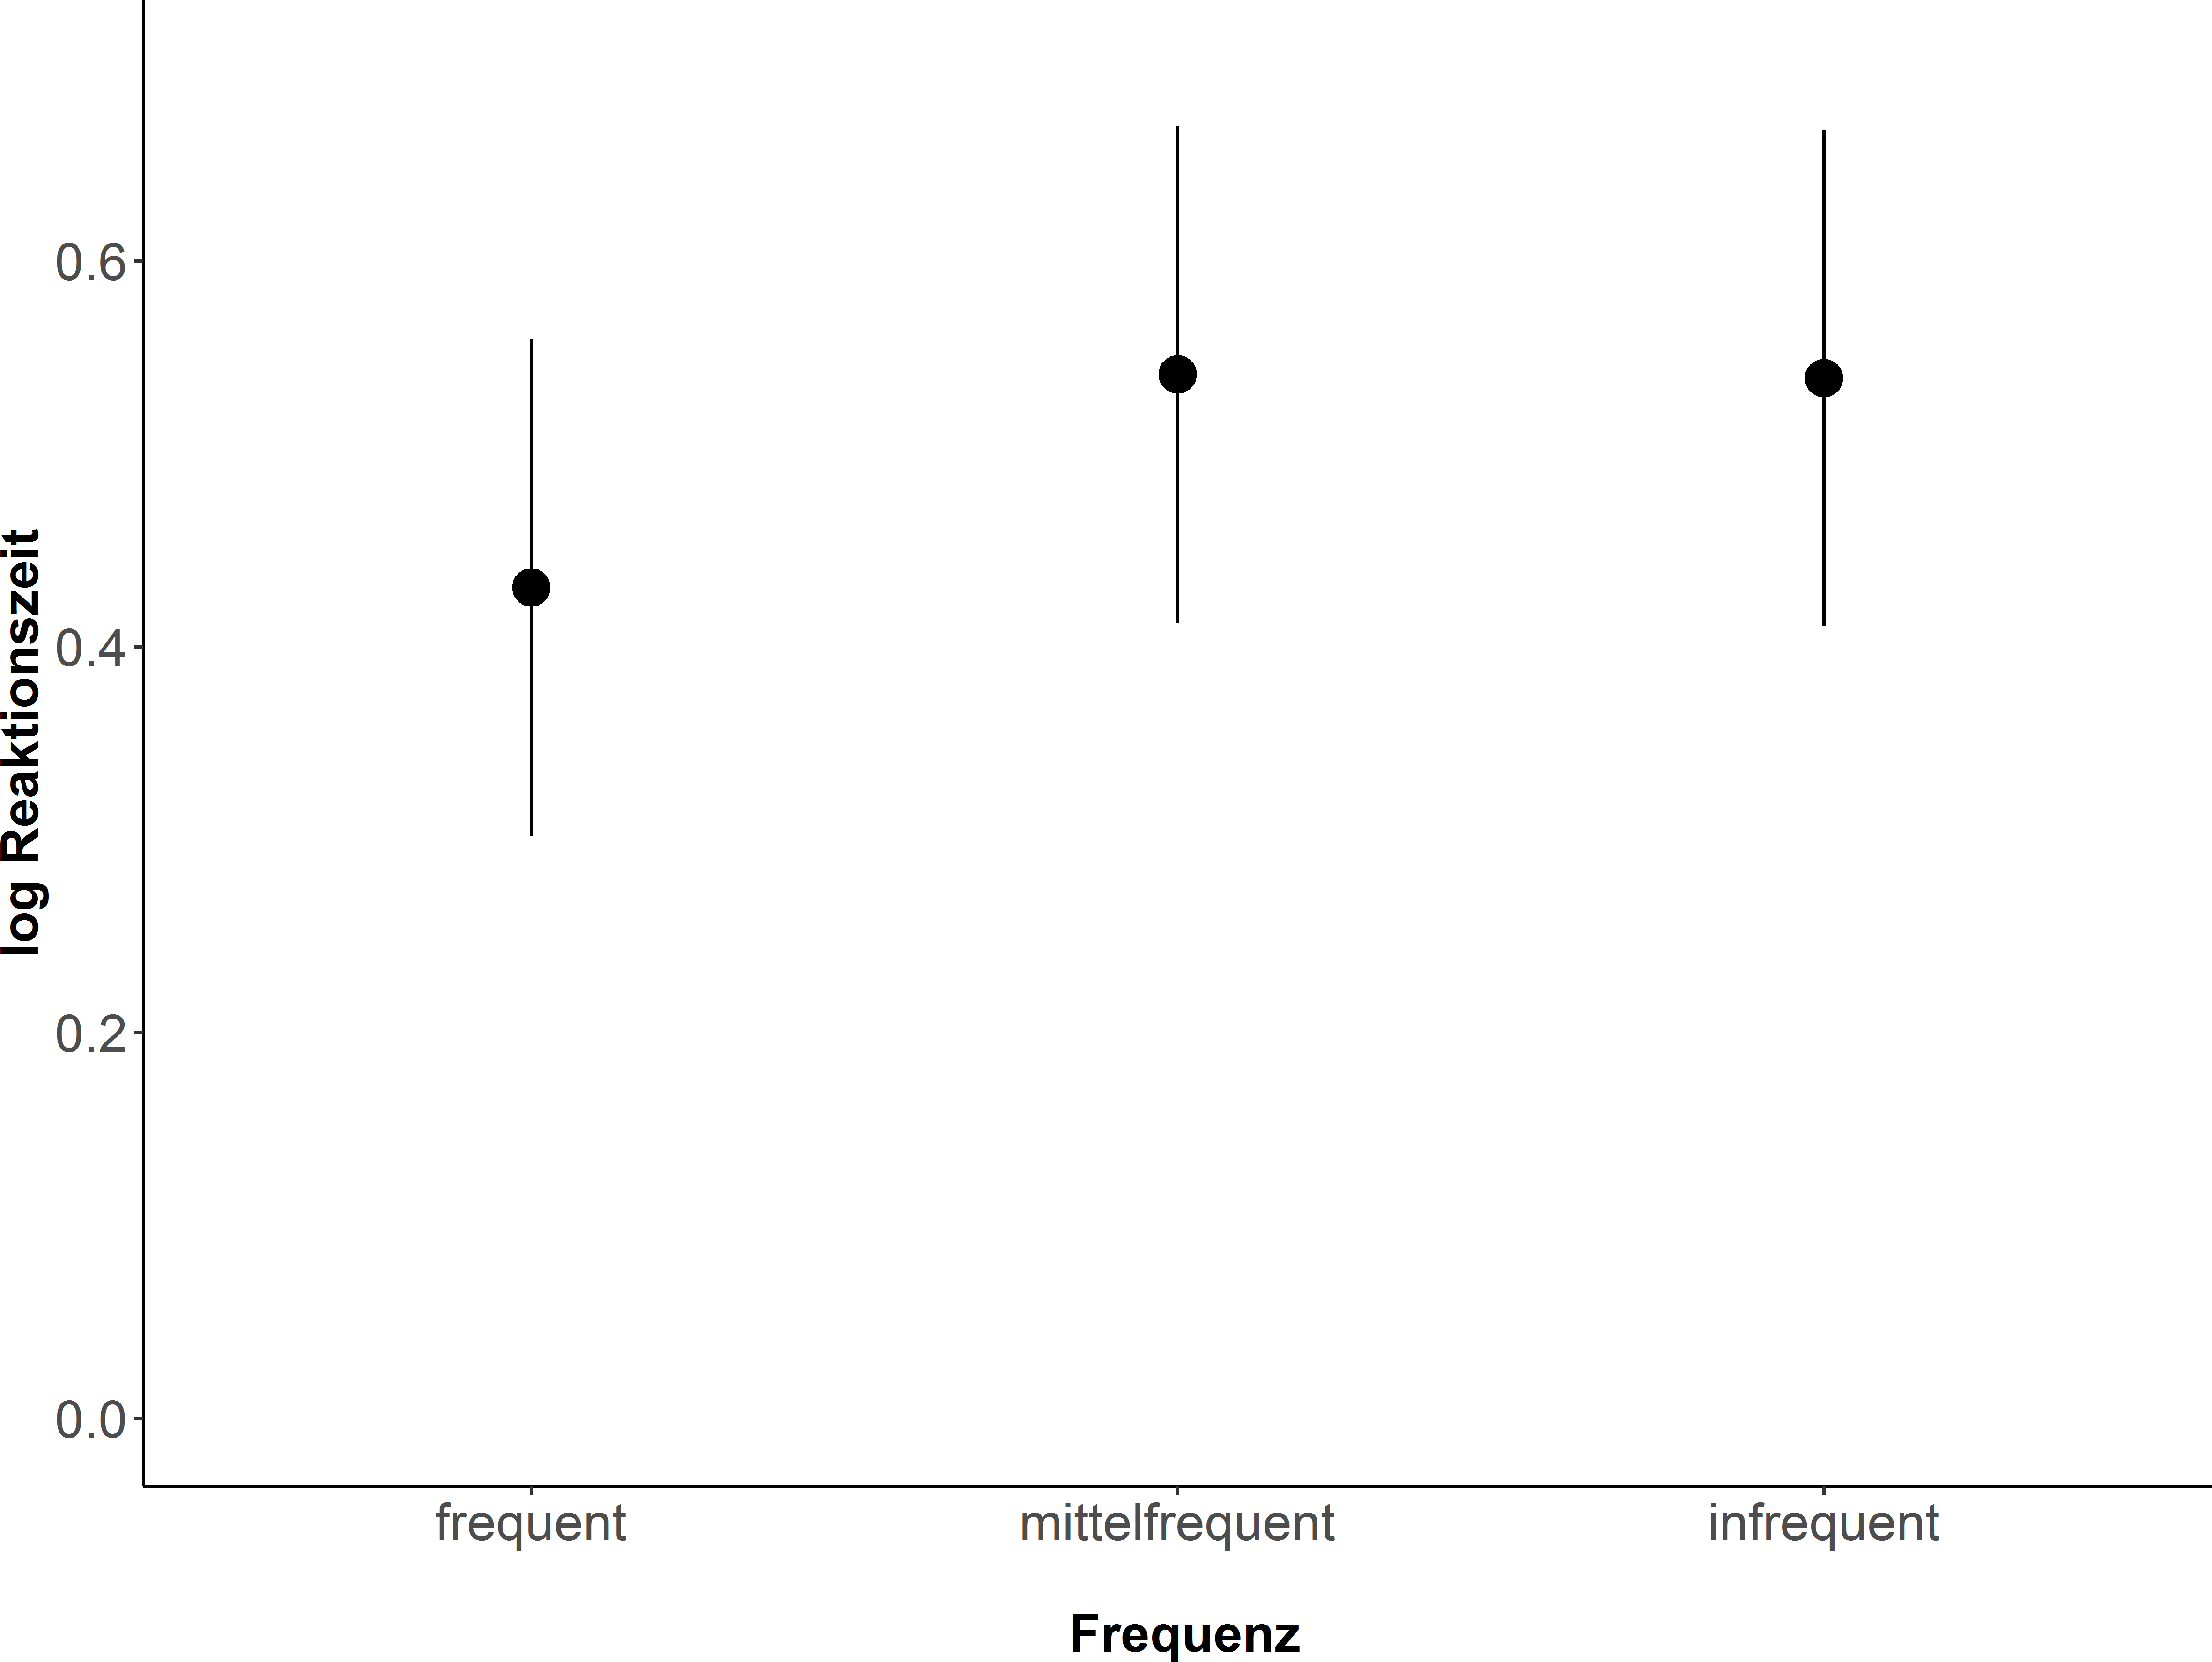 log Reaktionszeit
0.6
0.4
0.2
0.0
frequent mittelfrequent infrequent
Frequenz